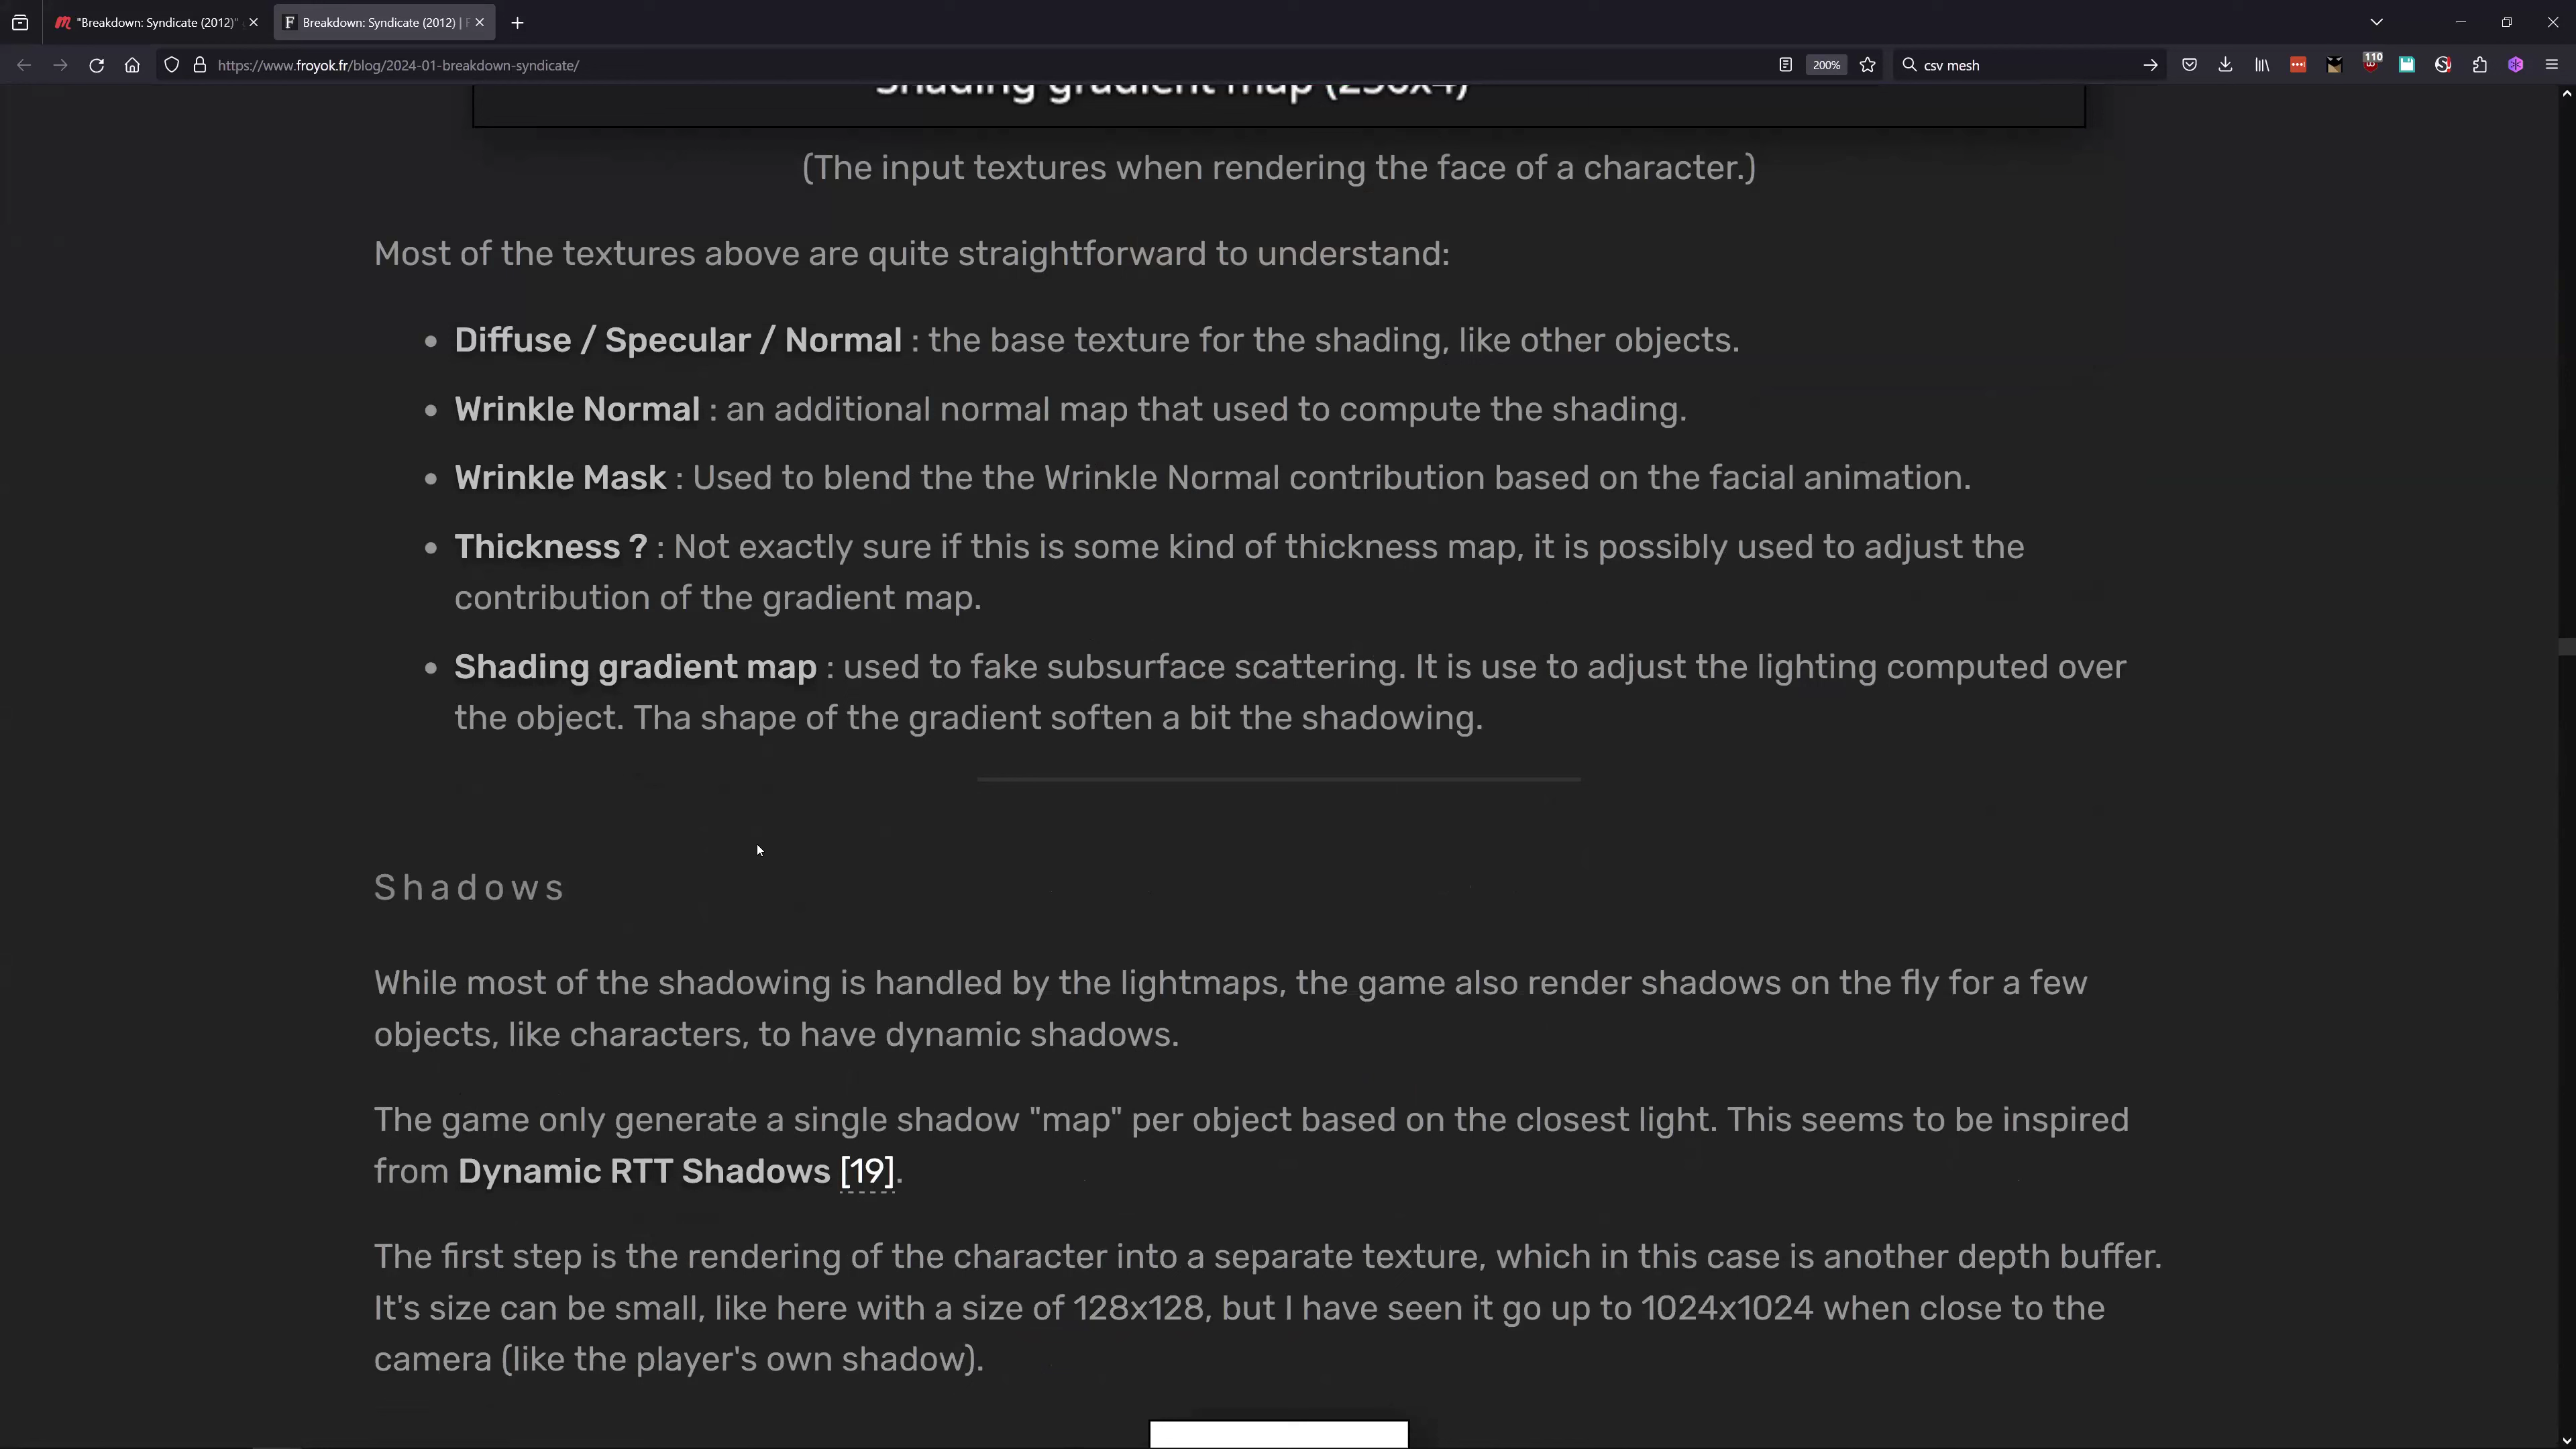 "Breakdown: Syndicate (2012)"
Breakdown: Syndicate (2012) | F
https://www.froyok.fr/blog/2024-01-breakdown-syndicate/
200%
csv mesh
110
Shading gradient map (256x4)
(The input textures when rendering the face of a character.)
Most of the textures above are quite straightforward to understand:
• Diffuse / Specular / Normal : the base texture for the shading, like other objects.
• Wrinkle Normal : an additional normal map that used to compute the shading.
• Wrinkle Mask : Used to blend the the Wrinkle Normal contribution based on the facial animation.
• Thickness ? : Not exactly sure if this is some kind of thickness map, it is possibly used to adjust the
contribution of the gradient map.
• Shading gradient map : used to fake subsurface scattering. It is use to adjust the lighting computed over
the object. Tha shape of the gradient soften a bit the shadowing.
Shadows
While most of the shadowing is handled by the lightmaps, the game also render shadows on the fly for a few
objects, like characters, to have dynamic shadows.
The game only generate a single shadow "map" per object based on the closest light. This seems to be inspired
from Dynamic RTT Shadows [19].
The first step is the rendering of the character into a separate texture, which in this case is another depth buffer.
It's size can be small, like here with a size of 128x128, but I have seen it go up to 1024x1024 when close to the
camera (like the player's own shadow).